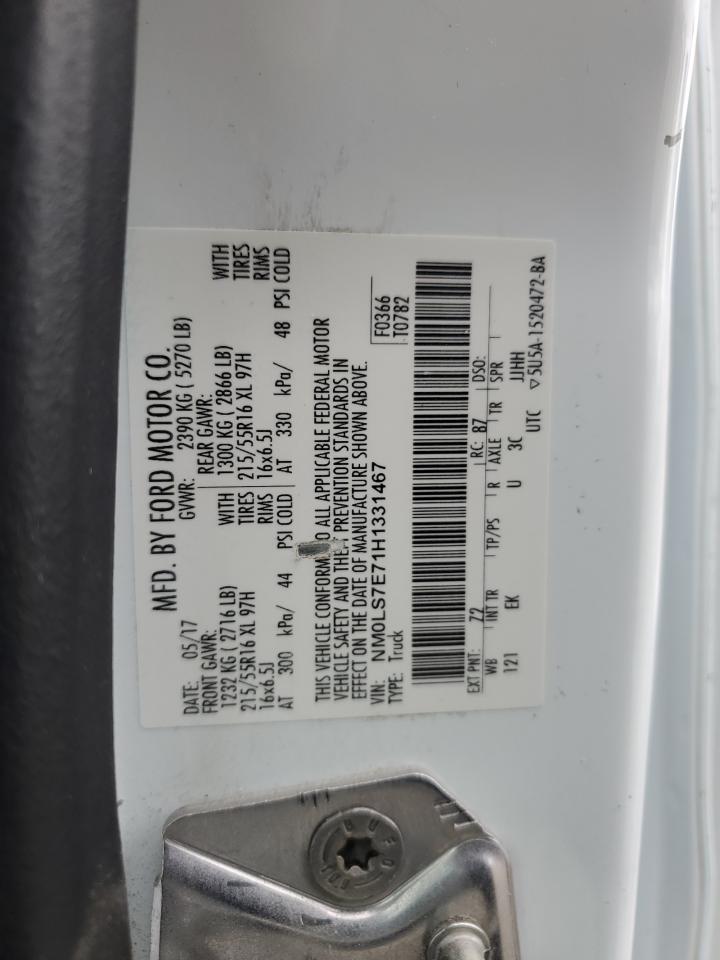 MFD. BY FORD MOTOR CO.
DATE: 05/17
GVWR: 2390 KG ( 5270 LB)
FRONT GAWR:
REAR GAWR:
1232 KG ( 2716 LB)
WITH
1300 KG ( 2866 LB)
WITH
215/55R16 XL 97H
TIRES
215/55R16 XL 97H
TIRES
16x6.5J
RIMS
16x6.5J
RIMS
AT 300 kPa/ 44 PSI COLD
AT 330 kPa/ 48 PSI COLD
THIS VEHICLE CONFORMS TO ALL APPLICABLE FEDERAL MOTOR
VEHICLE SAFETY AND THEFT PREVENTION STANDARDS IN
EFFECT ON THE DATE OF MANUFACTURE SHOWN ABOVE.
VIN: NM0LS7E71H1331467
TYPE: Truck
F0366
T0782
EXT PNT: Z2 RC: 87 DSO:
WB INT TR TP/PS R AXLE TR SPR
121 EK U 3C JJHH
UTC ▽5U5A-1520472-BA